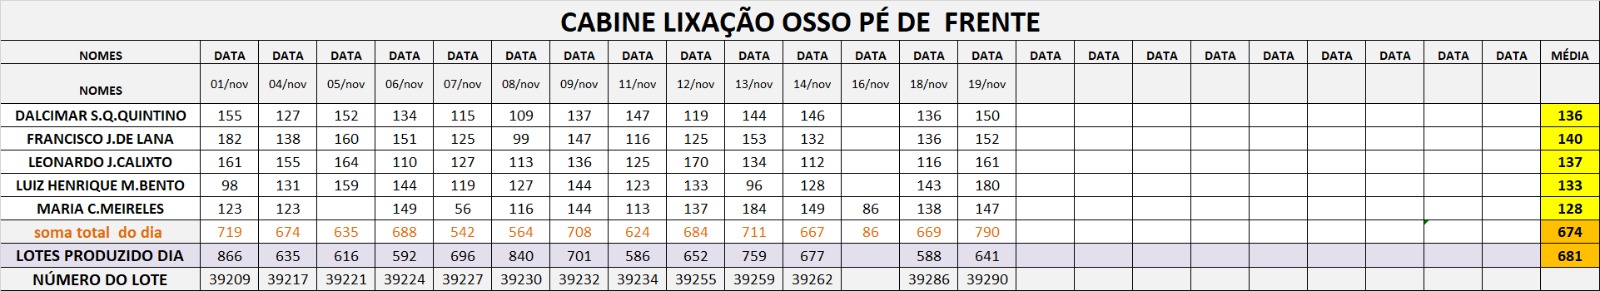 CABINE LIXAÇÃO OSSO PÉ DE FRENTE
NOMES DATA DATA DATA DATA DATA DATA DATA DATA DATA DATA DATA DATA DATA DATA DATA DATA DATA DATA DATA DATA DATA DATA DATA MÉDIA
NOMES 01/nov 04/nov 05/nov 06/nov 07/nov 08/nov 09/nov 11/nov 12/nov 13/nov 14/nov 16/nov 18/nov 19/nov
DALCIMAR S.Q.QUINTINO 155 127 152 134 115 109 137 147 119 144 146 136 150 136
FRANCISCO J.DE LANA 182 138 160 151 125 99 147 116 125 153 132 136 152 140
LEONARDO J.CALIXTO 161 155 164 110 127 113 136 125 170 134 112 116 161 137
LUIZ HENRIQUE M.BENTO 98 131 159 144 119 127 144 123 133 96 128 143 180 133
MARIA C.MEIRELES 123 123 149 56 116 144 113 137 184 149 86 138 147 128
soma total do dia 719 674 635 688 542 564 708 624 684 711 667 86 669 790 674
LOTES PRODUZIDO DIA 866 635 616 592 696 840 701 586 652 759 677 588 641 681
NÚMERO DO LOTE 39209 39217 39221 39224 39227 39230 39232 39234 39255 39259 39262 39286 39290